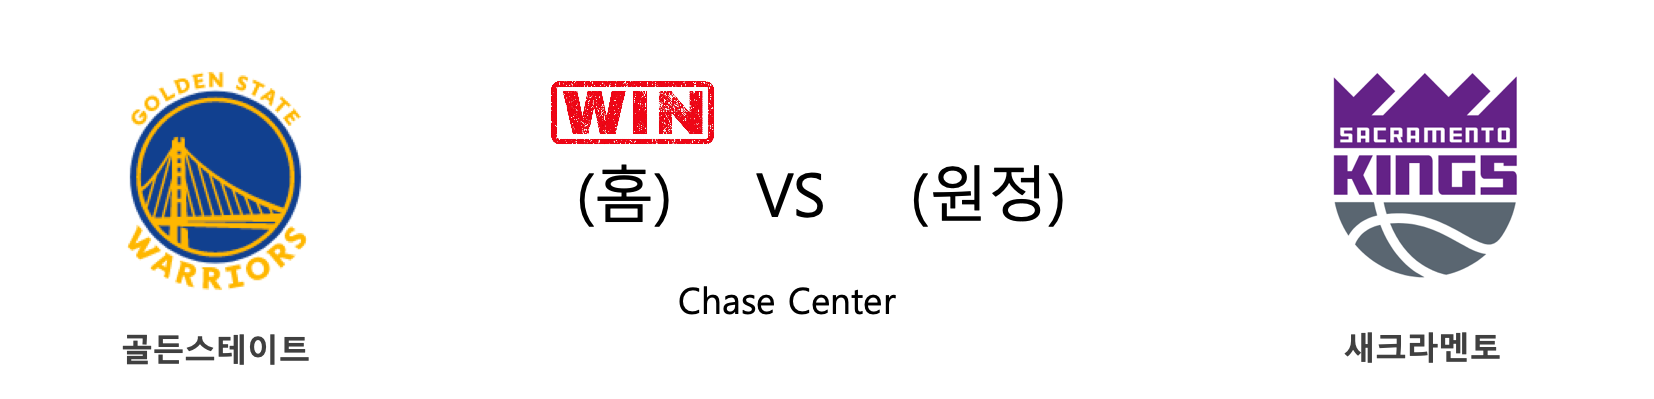 GOLDEN STATE
WARRIORS
골든스테이트
WIN
(홈) VS (원정)
Chase Center
SACRAMENTO
KINGS
새크라멘토